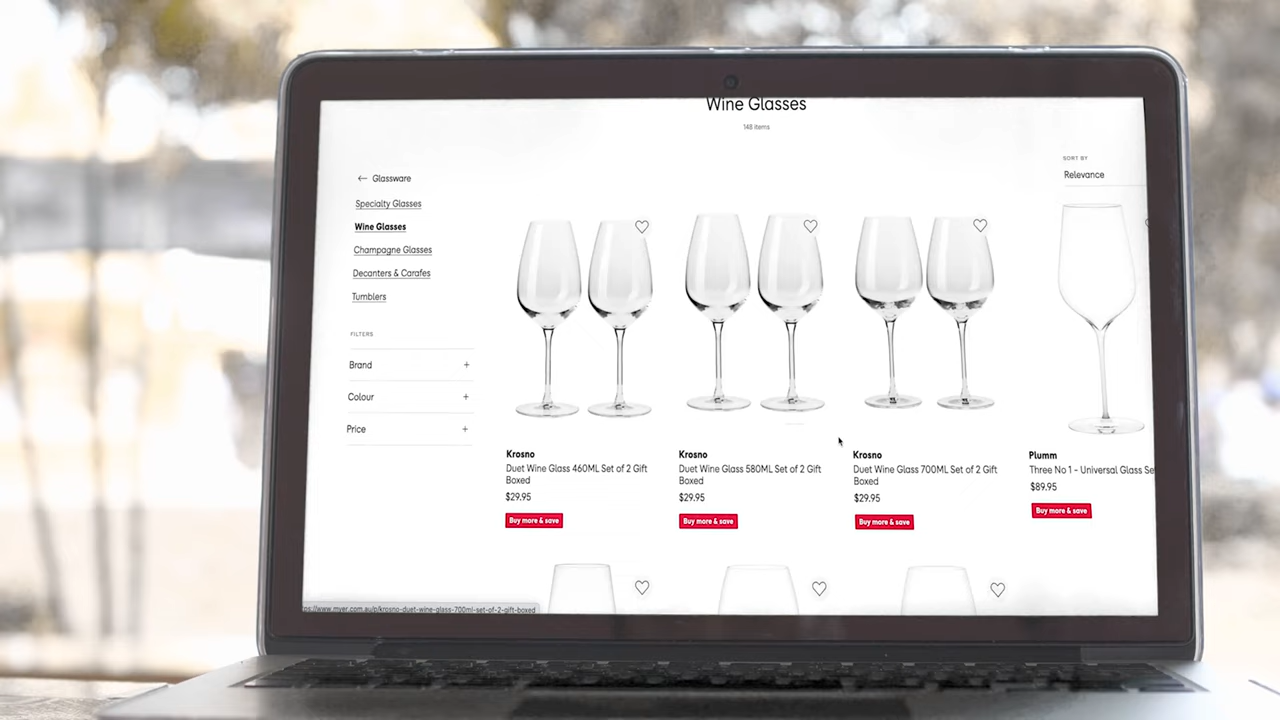 Wine Glasses
148 items
SORT BY
Relevance
← Glassware
Specialty Glasses
Wine Glasses
Champagne Glasses
Decanters & Carafes
Tumblers
FILTERS
Brand +
Colour +
Price +
Krosno
Duet Wine Glass 460ML Set of 2 Gift
Boxed
$29.95
Buy more & save
Krosno
Duet Wine Glass 580ML Set of 2 Gift
Boxed
$29.95
Buy more & save
Krosno
Duet Wine Glass 700ML Set of 2 Gift
Boxed
$29.95
Buy more & save
Plumm
Three No 1 - Universal Glass Se
$89.95
Buy more & save
ps://www.myer.com.au/p/krosno-duet-wine-glass-700ml-set-of-2-gift-boxed